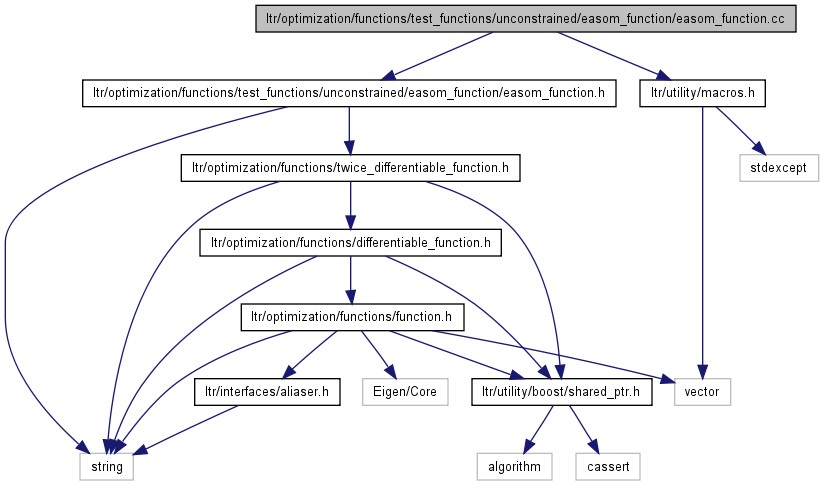 ltr/optimization/functions/test_functions/unconstrained/easom_function/easom_function.cc
ltr/optimization/functions/test_functions/unconstrained/easom_function/easom_function.h
ltr/utility/macros.h
ltr/optimization/functions/twice_differentiable_function.h
stdexcept
ltr/optimization/functions/differentiable_function.h
ltr/optimization/functions/function.h
ltr/interfaces/aliaser.h
Eigen/Core
ltr/utility/boost/shared_ptr.h
vector
string
algorithm
cassert